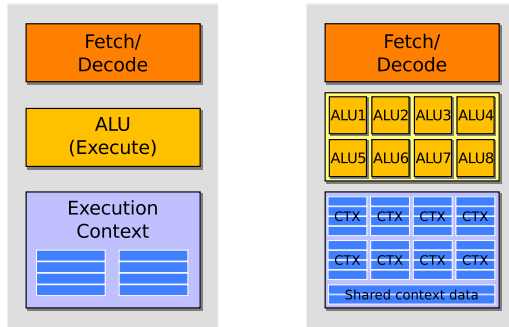 Fetch/
Decode
ALU
(Execute)
Execution
Context
Fetch/
Decode
ALU1 ALU2 ALU3 ALU4
ALU5 ALU6 ALU7 ALU8
CTX CTX CTX CTX
CTX CTX CTX CTX
Shared context data